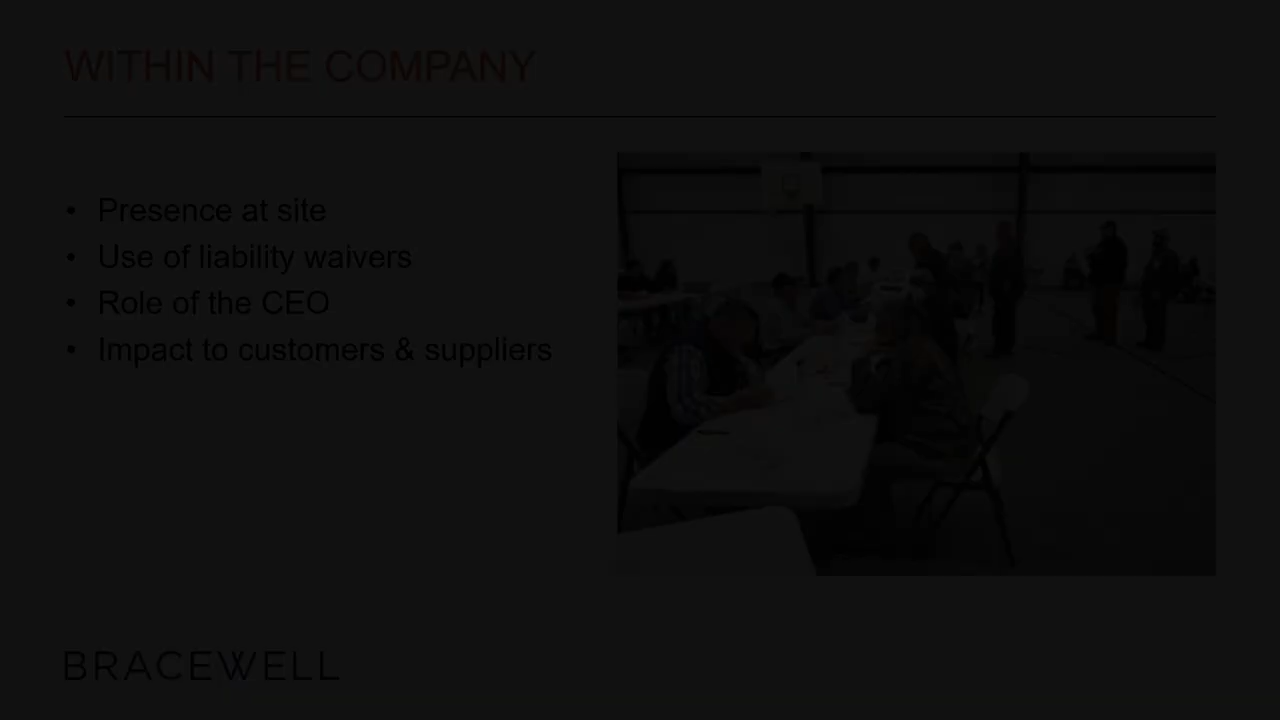 WITHIN THE COMPANY
• Presence at site
• Use of liability waivers
• Role of the CEO
• Impact to customers & suppliers
BRACEWELL